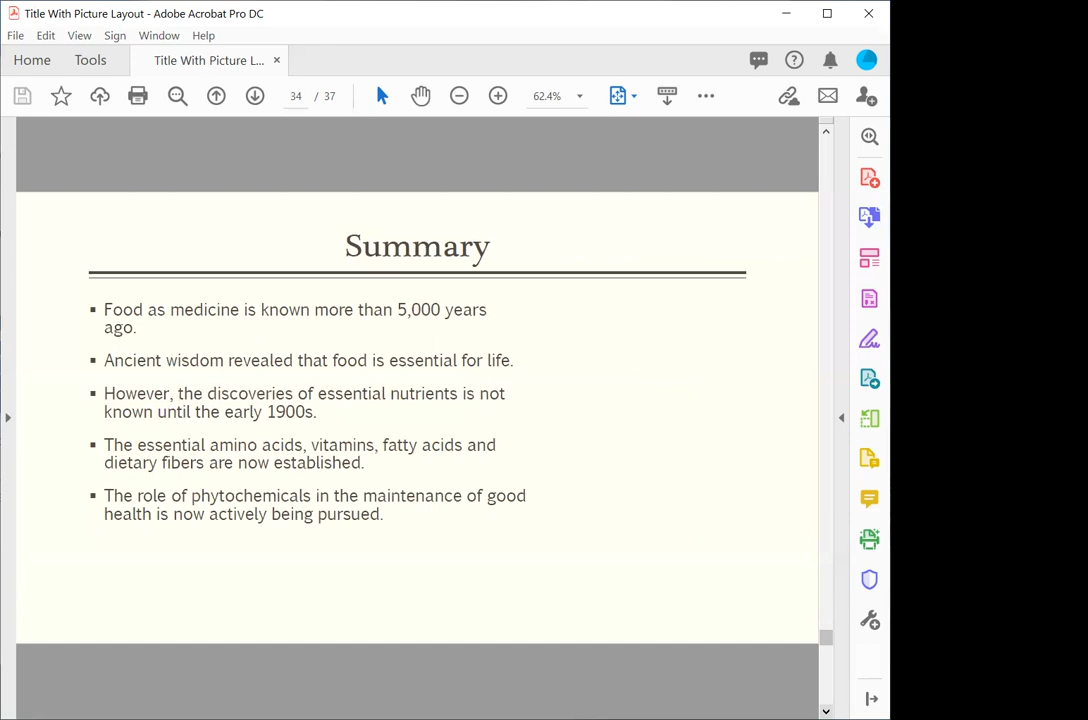 Title With Picture Layout - Adobe Acrobat Pro DC
File Edit View Sign Window Help
Home Tools Title With Picture L... ×
34 / 37 62.4%
Summary
▪ Food as medicine is known more than 5,000 years
ago.
▪ Ancient wisdom revealed that food is essential for life.
▪ However, the discoveries of essential nutrients is not
known until the early 1900s.
▪ The essential amino acids, vitamins, fatty acids and
dietary fibers are now established.
▪ The role of phytochemicals in the maintenance of good
health is now actively being pursued.